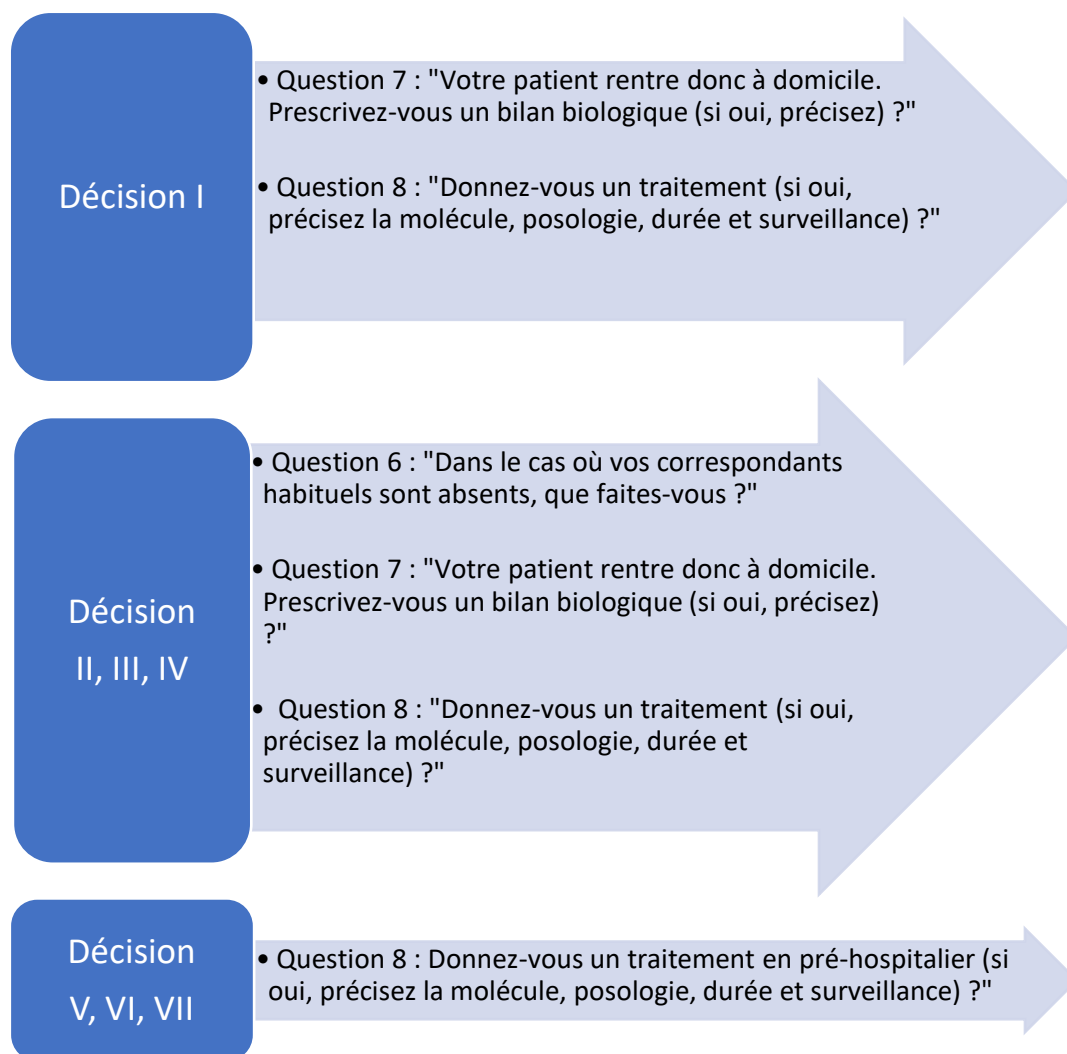 Décision I
• Question 7 : "Votre patient rentre donc à domicile.
Prescrivez-vous un bilan biologique (si oui, précisez) ?"
• Question 8 : "Donnez-vous un traitement (si oui,
précisez la molécule, posologie, durée et surveillance) ?"
Décision
II, III, IV
• Question 6 : "Dans le cas où vos correspondants
habituels sont absents, que faites-vous ?"
• Question 7 : "Votre patient rentre donc à domicile.
Prescrivez-vous un bilan biologique (si oui, précisez)
?"
• Question 8 : "Donnez-vous un traitement (si oui,
précisez la molécule, posologie, durée et
surveillance) ?"
Décision
V, VI, VII
• Question 8 : Donnez-vous un traitement en pré-hospitalier (si
oui, précisez la molécule, posologie, durée et surveillance) ?"